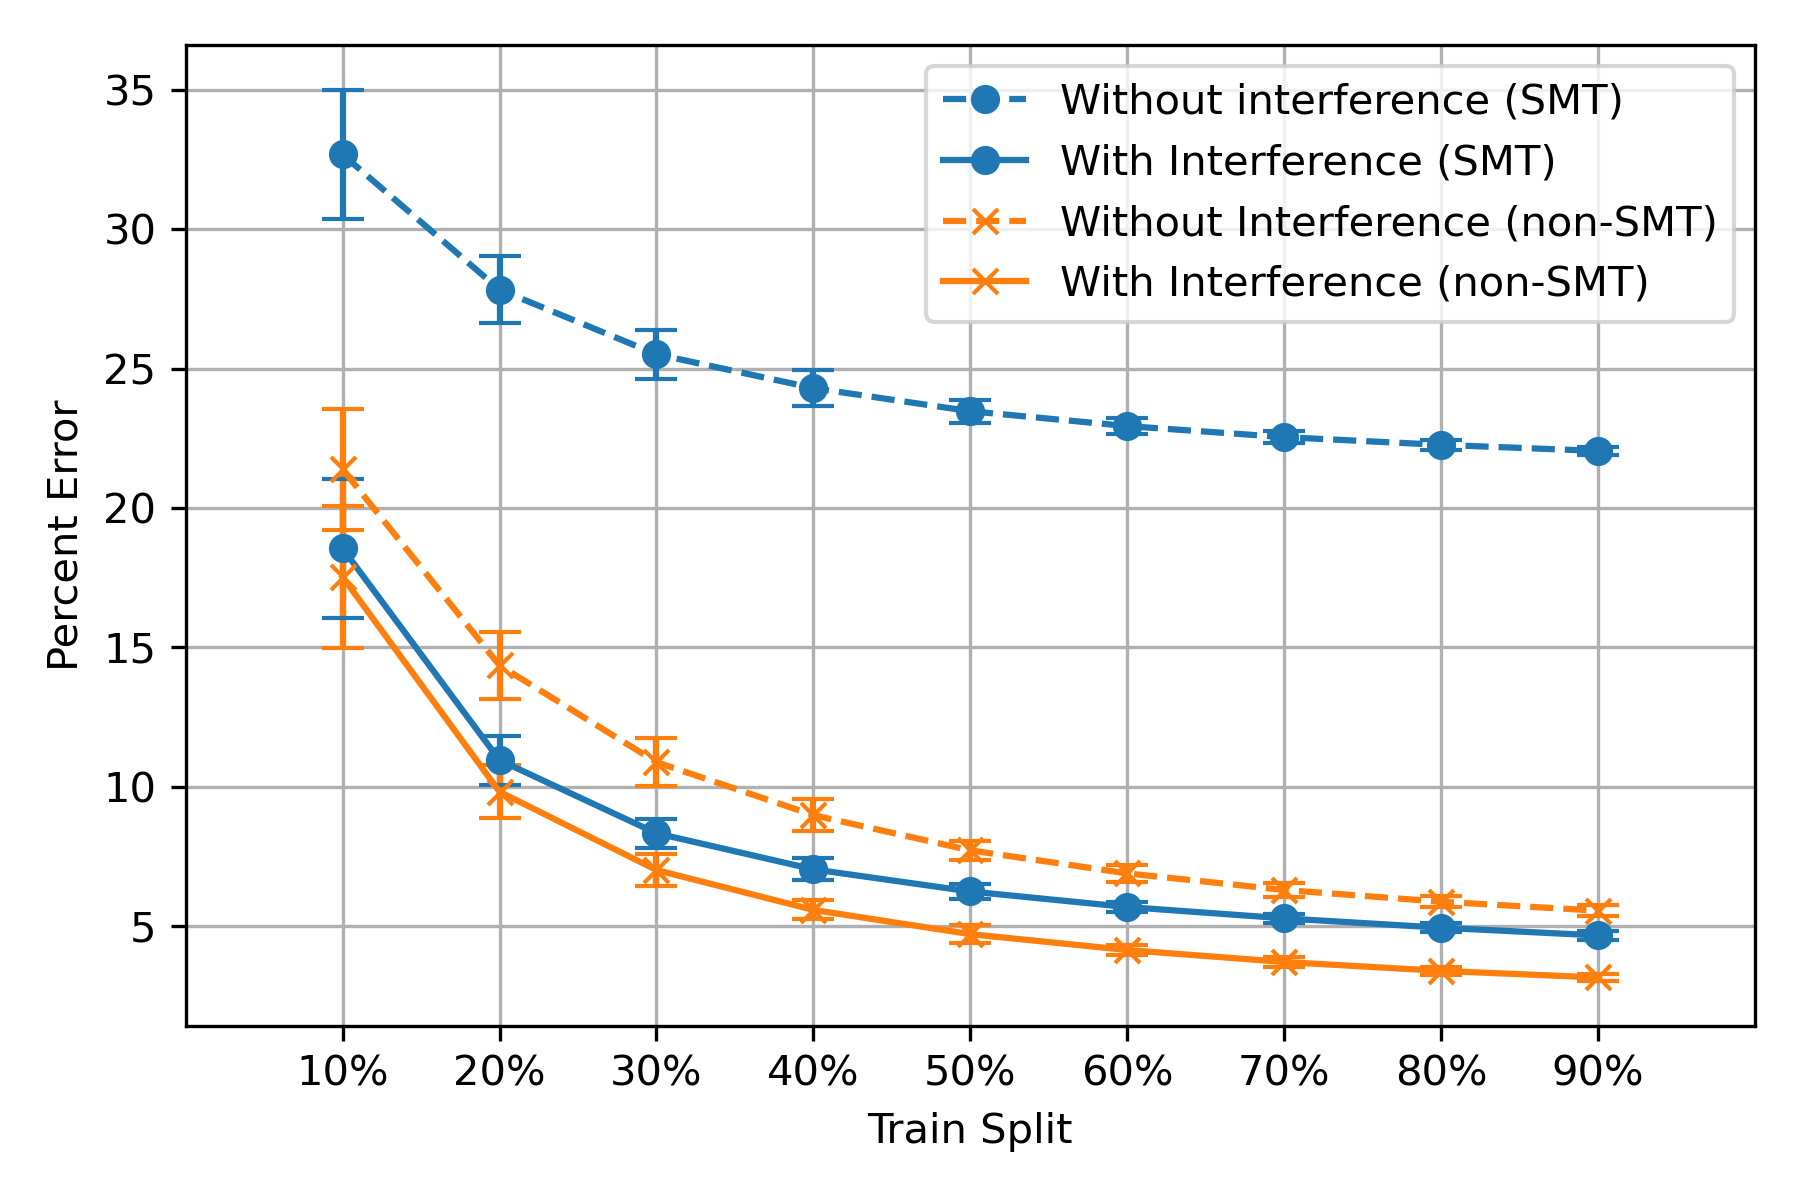 35
30
25
20
15
10
5
Percent Error
Without interference (SMT)
With Interference (SMT)
Without Interference (non-SMT)
With Interference (non-SMT)
10% 20% 30% 40% 50% 60% 70% 80% 90%
Train Split